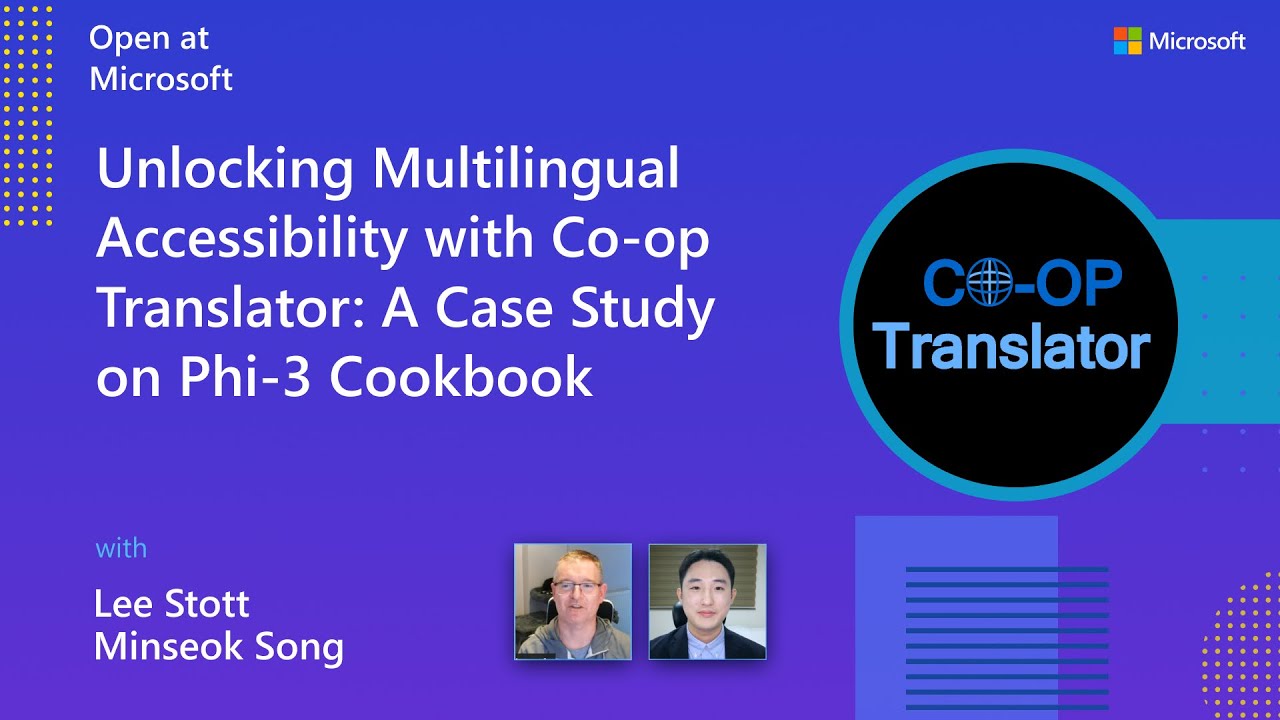 Open at
Microsoft
Microsoft
Unlocking Multilingual
Accessibility with Co-op
Translator: A Case Study
on Phi-3 Cookbook
CO-OP
Translator
with
Lee Stott
Minseok Song